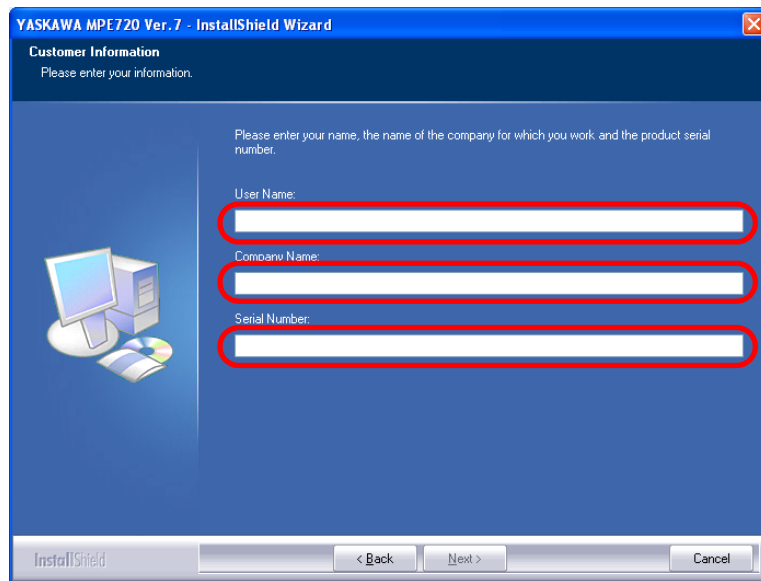 YASKAWA MPE720 Ver.7 - InstallShield Wizard
Customer Information
Please enter your information.
Please enter your name, the name of the company for which you work and the product serial
number.
User Name:
Company Name:
Serial Number:
InstallShield
< Back
Next >
Cancel